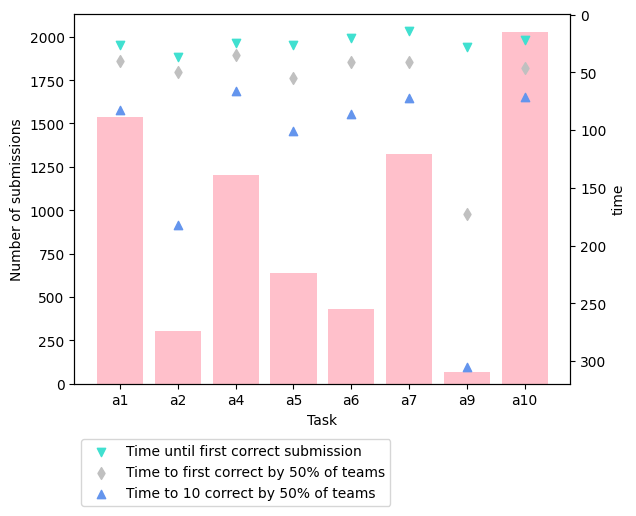 Number of submissions
2000
1750
1500
1250
1000
750
500
250
0
0
50
100
150
200
250
300
time
a1 a2 a4 a5 a6 a7 a9 a10
Task
Time until first correct submission
Time to first correct by 50% of teams
Time to 10 correct by 50% of teams